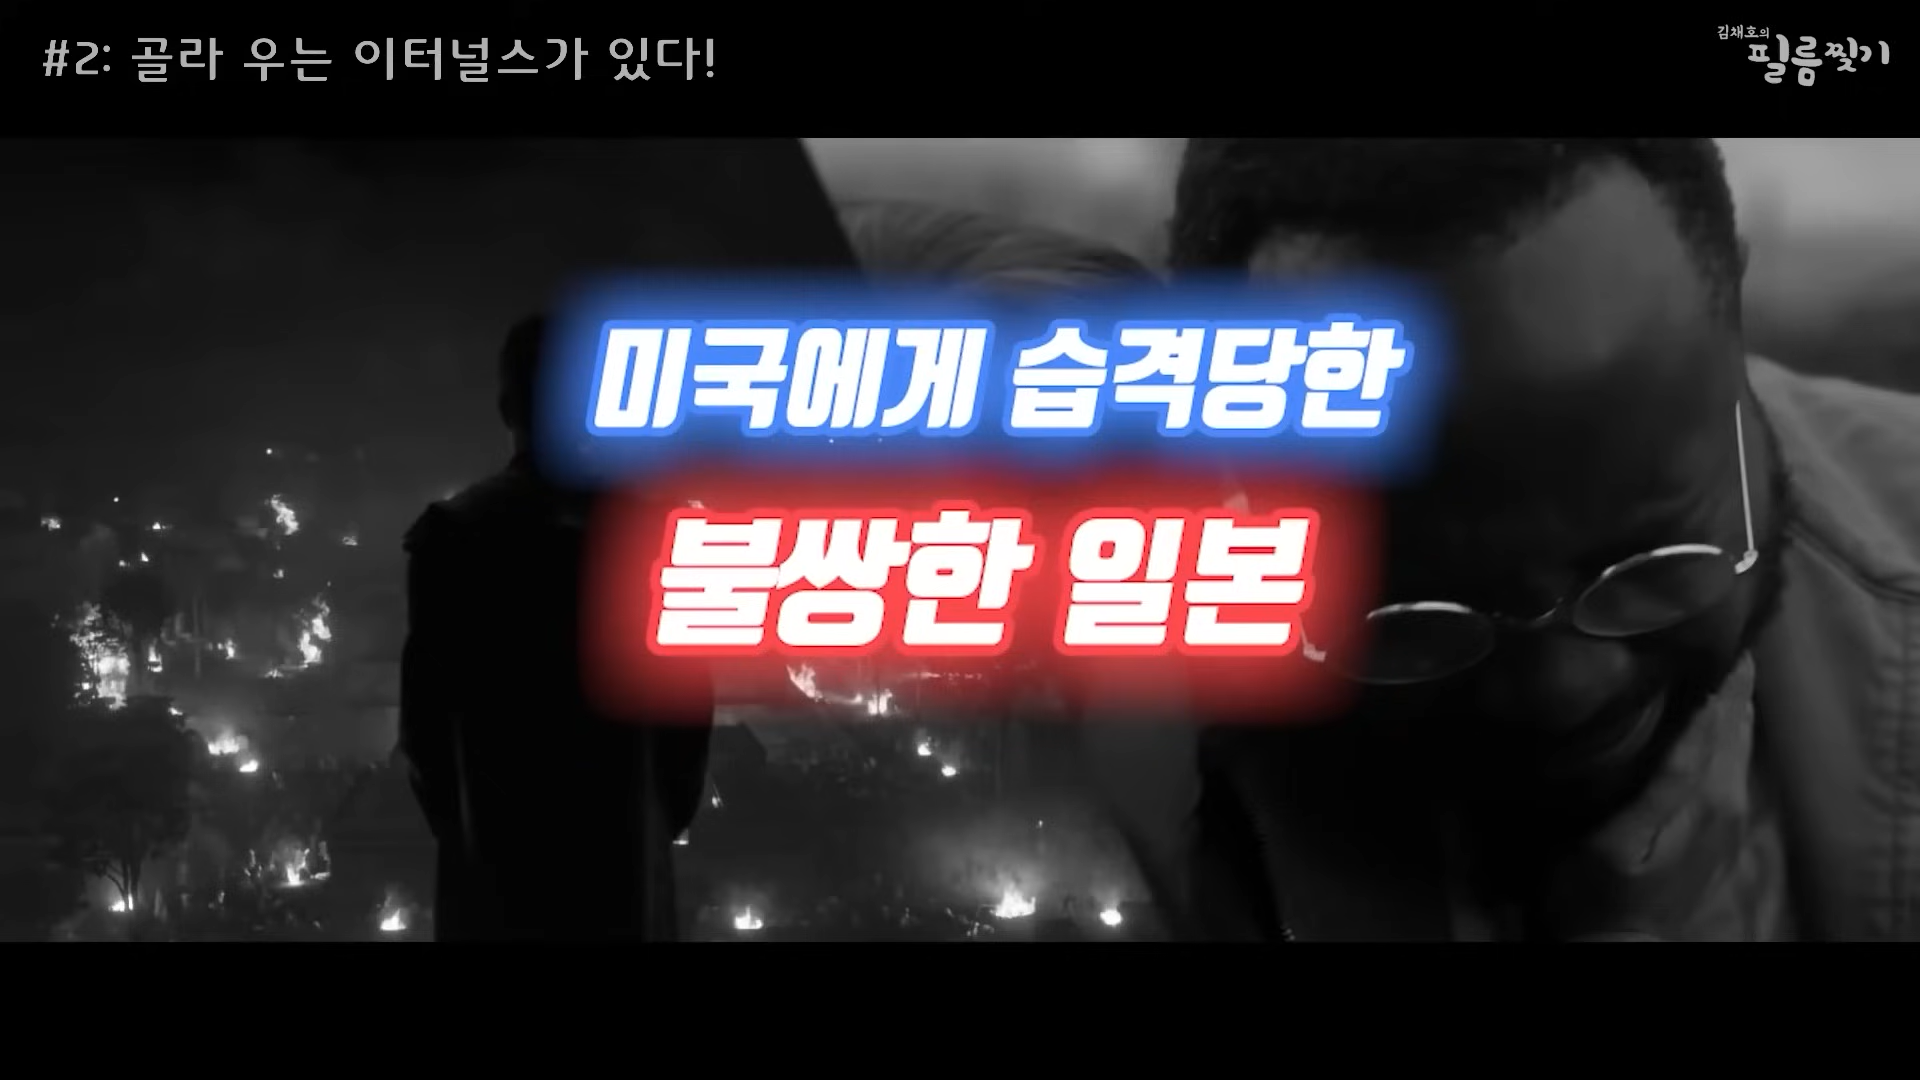 #2: 골라 우는 이터널스가 있다!
김채호의
필름찢기
미국에게 습격당한
불쌍한 일본